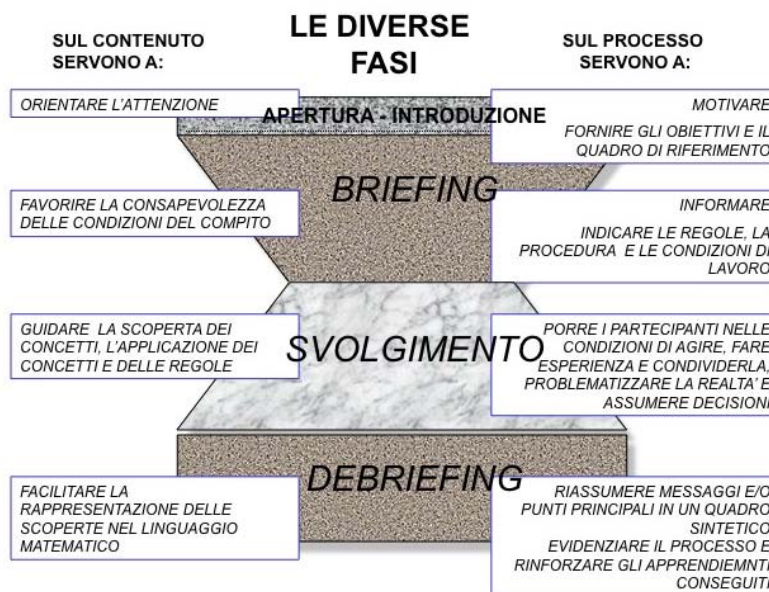 LE DIVERSE
FASI
SUL CONTENUTO
SERVONO A:
SUL PROCESSO
SERVONO A:
ORIENTARE L'ATTENZIONE
APERTURA - INTRODUZIONE
MOTIVARE
FORNIRE GLI OBIETTIVI E IL
QUADRO DI RIFERIMENTO
FAVORIRE LA CONSAPEVOLEZZA
DELLE CONDIZIONI DEL COMPITO
BRIEFING
INFORMARE
INDICARE LE REGOLE, LA
PROCEDURA E LE CONDIZIONI DI
LAVORO
GUIDARE LA SCOPERTA DEI
CONCETTI, L'APPLICAZIONE DEI
CONCETTI E DELLE REGOLE
SVOLGIMENTO
PORRE I PARTECIPANTI NELLE
CONDIZIONI DI AGIRE, FARE
ESPERIENZA E CONDIVIDERLA,
PROBLEMATIZZARE LA REALTA' E
ASSUMERE DECISIONI
FACILITARE LA
RAPPRESENTAZIONE DELLE
SCOPERTE NEL LINGUAGGIO
MATEMATICO
DEBRIEFING
RIASSUMERE MESSAGGI E/O
PUNTI PRINCIPALI IN UN QUADRO
SINTETICO
EVIDENZIARE IL PROCESSO E
RINFORZARE GLI APPRENDIEMNTI
CONSEGUITI